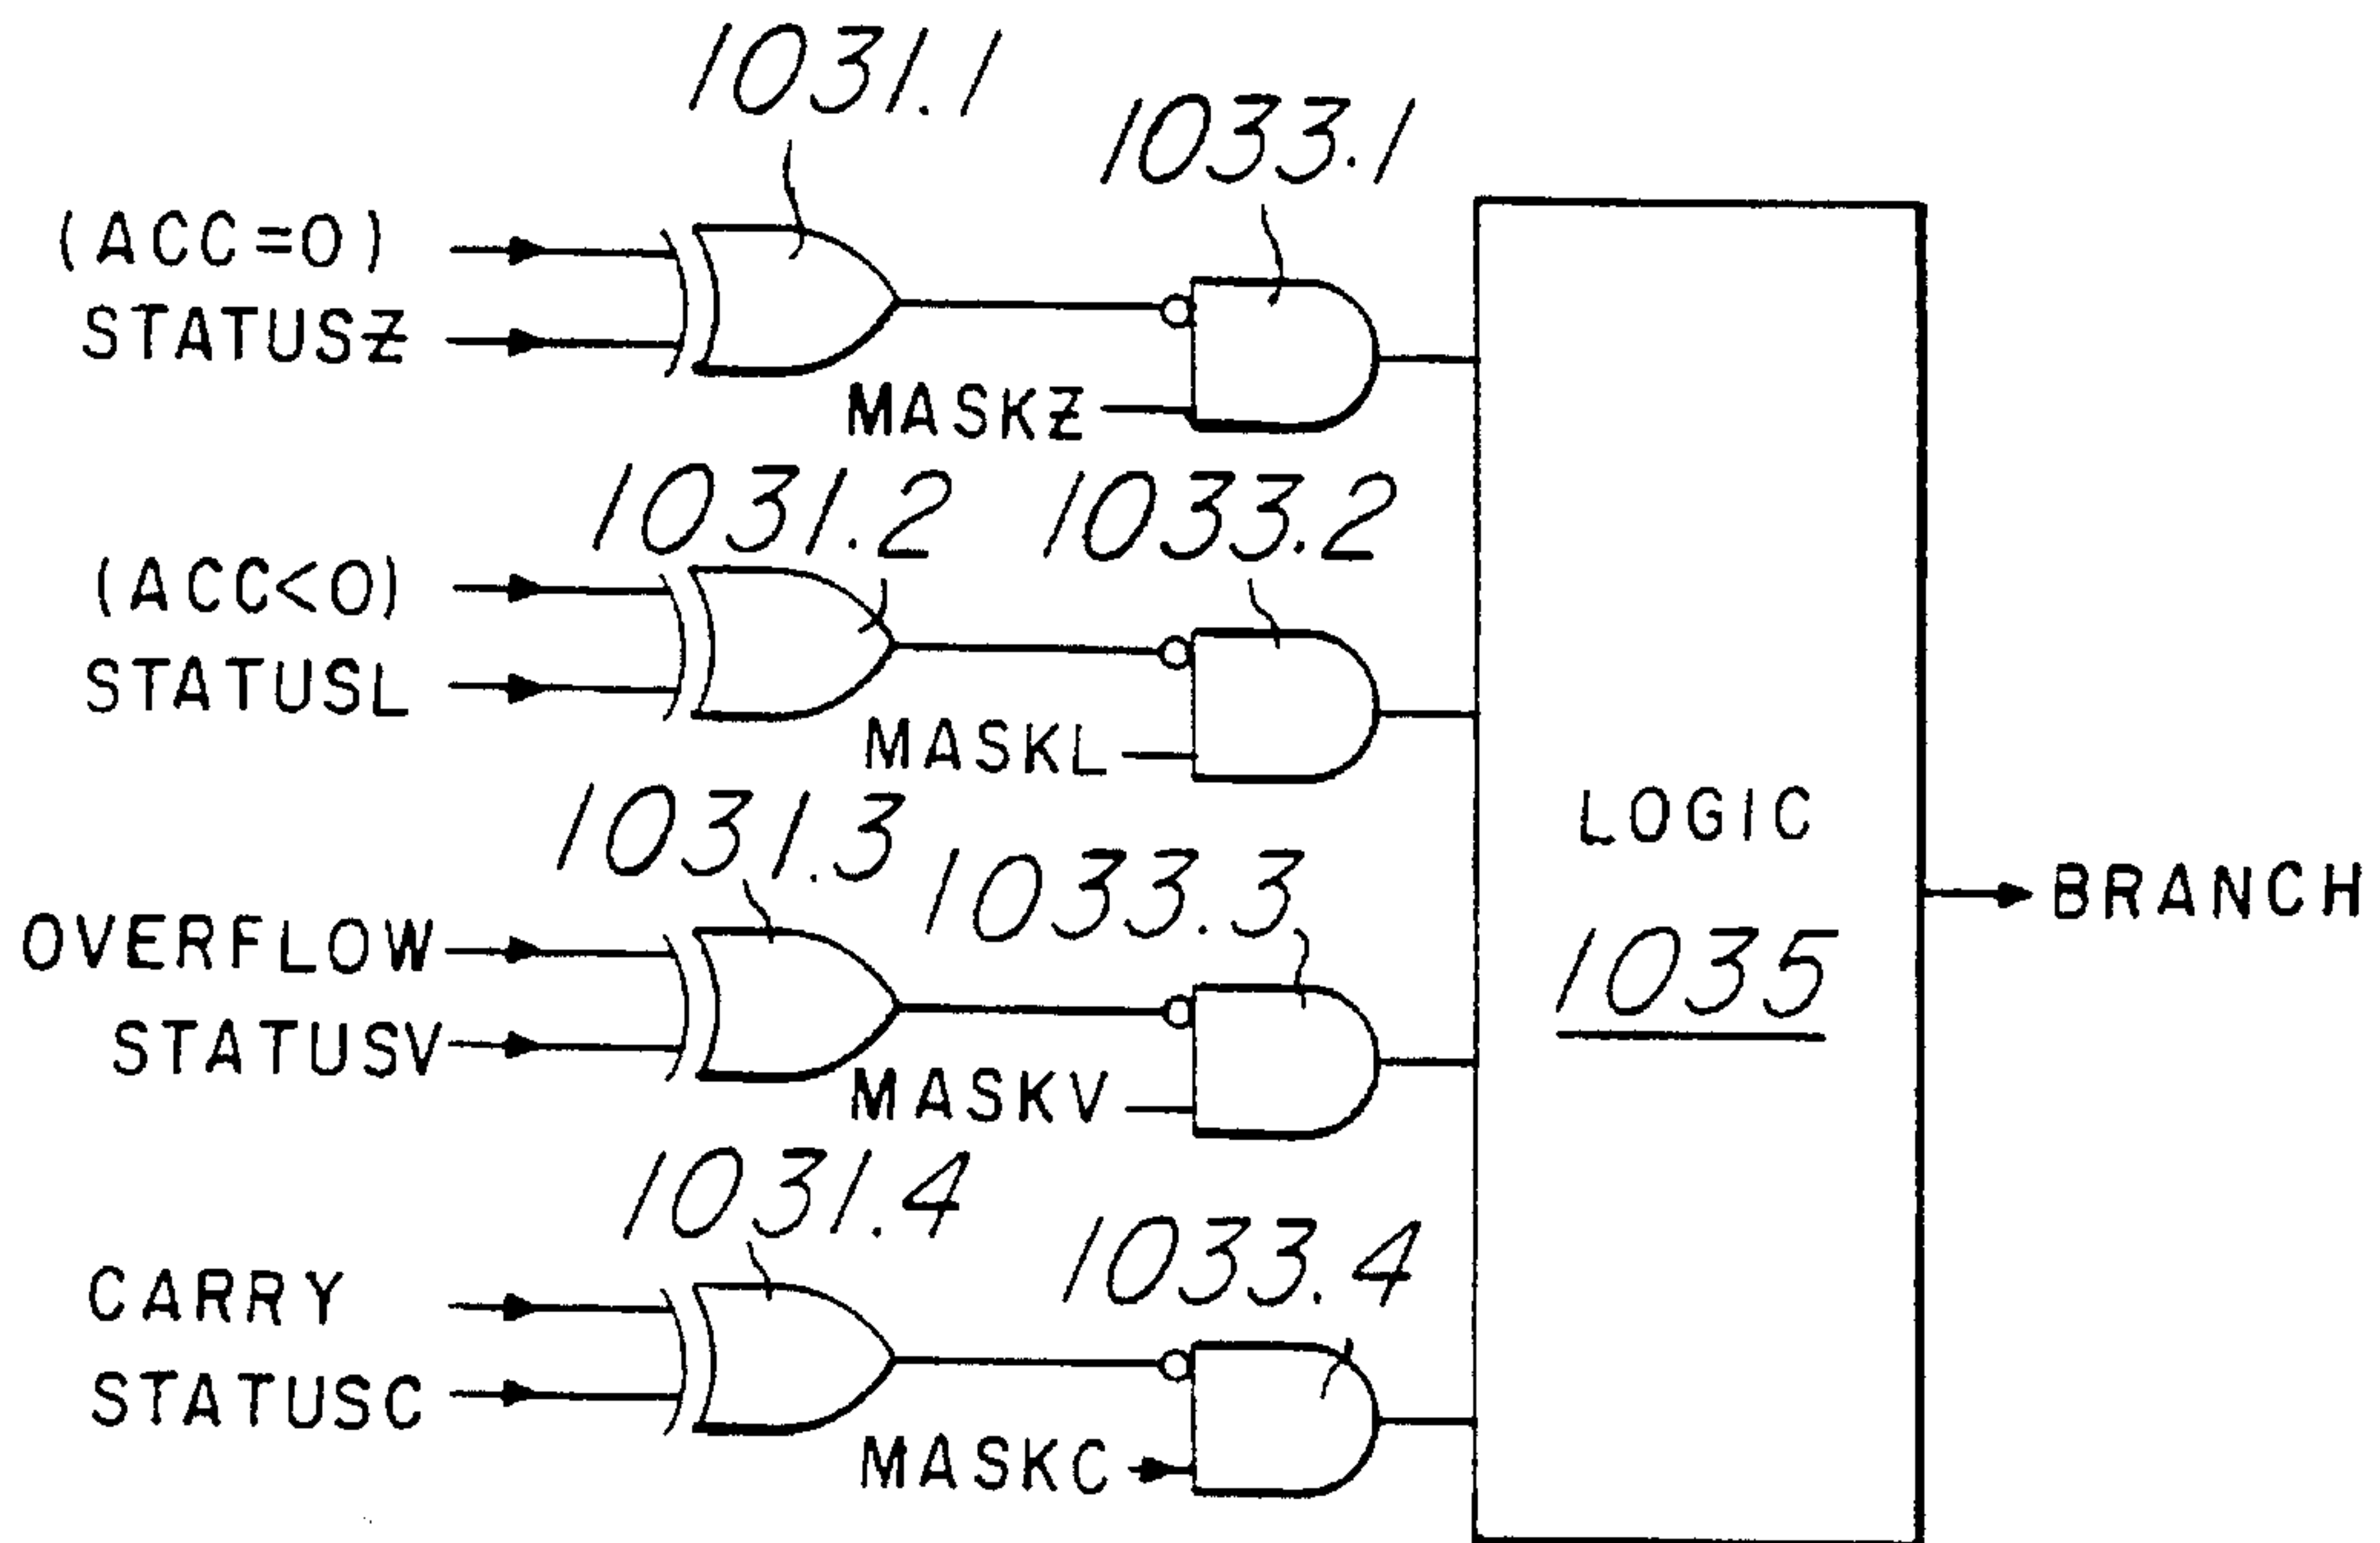 1031.1
1033.1
(ACC=0)
STATUSZ
MASKZ
1031.2
1033.2
(ACC<0)
STATUSL
MASKL
1031.3
1033.3
OVERFLOW
STATUSV
MASKV
LOGIC
1035
BRANCH
1031.4
1033.4
CARRY
STATUSC
MASKC